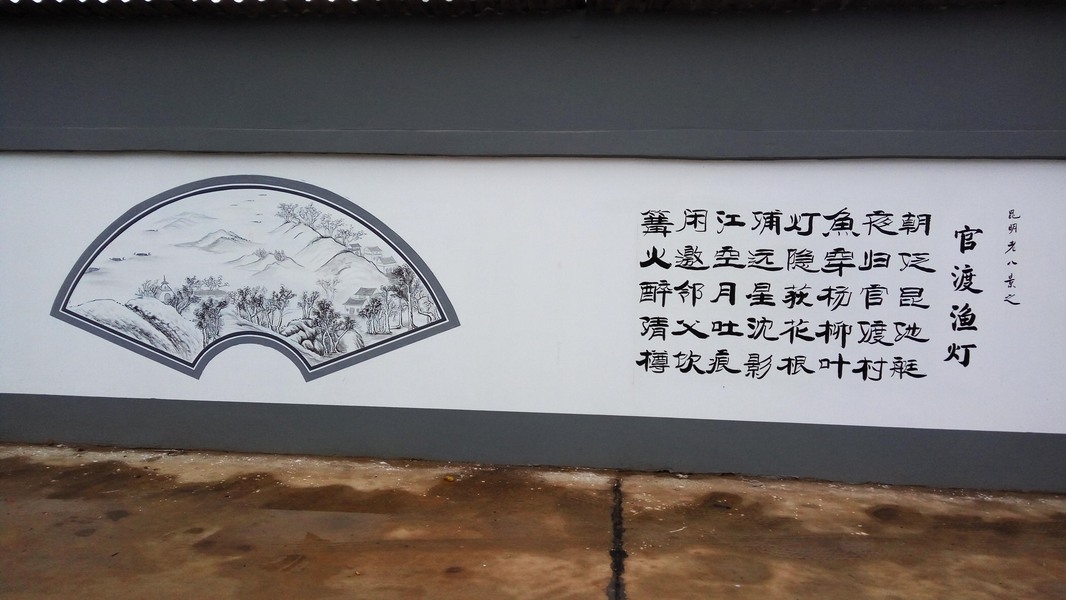 昆明老八景之
官渡渔灯
朝泛昆池艇
夜归官渡村
魚穿杨柳叶
灯隐荻花根
浦远星沈影
江空月吐痕
闲邀邻父饮
篝火醉清樽